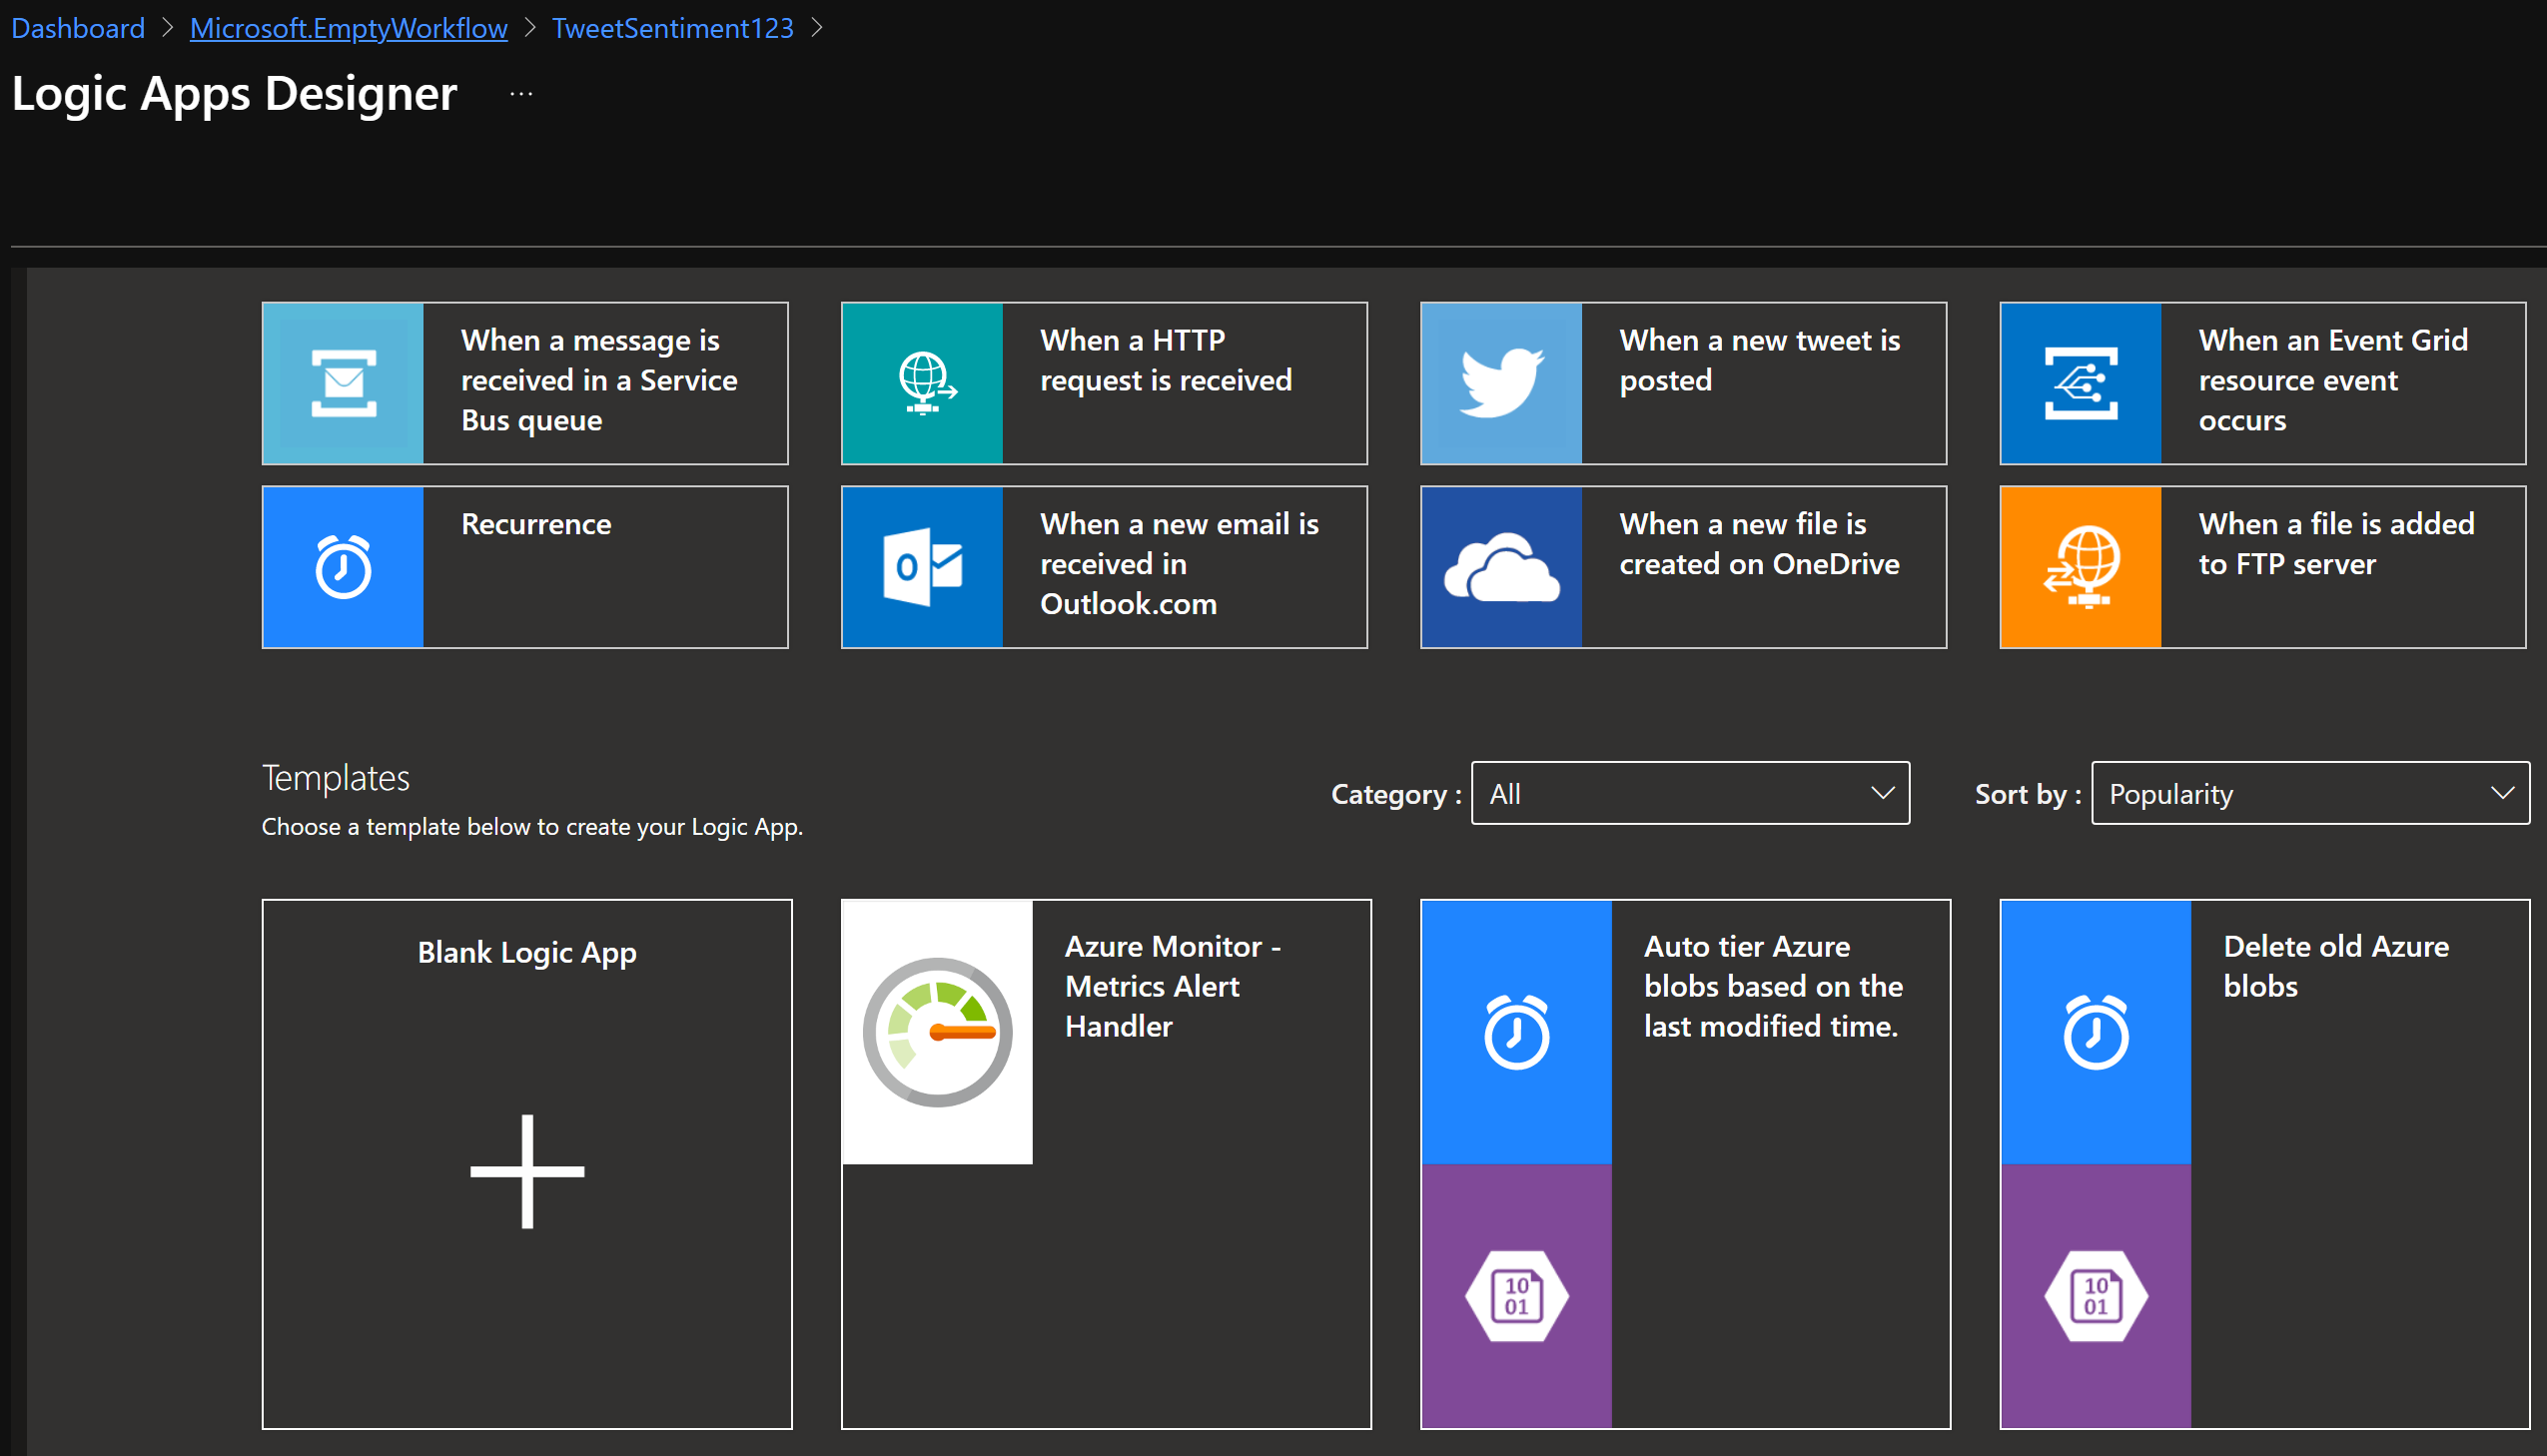 Dashboard > Microsoft.EmptyWorkflow > TweetSentiment123 >
Logic Apps Designer ...
When a message is
received in a Service
Bus queue
When a HTTP
request is received
When a new tweet is
posted
When an Event Grid
resource event
occurs
Recurrence
When a new email is
received in
Outlook.com
When a new file is
created on OneDrive
When a file is added
to FTP server
Templates
Choose a template below to create your Logic App.
Category : All
Sort by : Popularity
Blank Logic App
Azure Monitor -
Metrics Alert
Handler
Auto tier Azure
blobs based on the
last modified time.
10
01
Delete old Azure
blobs
10
01